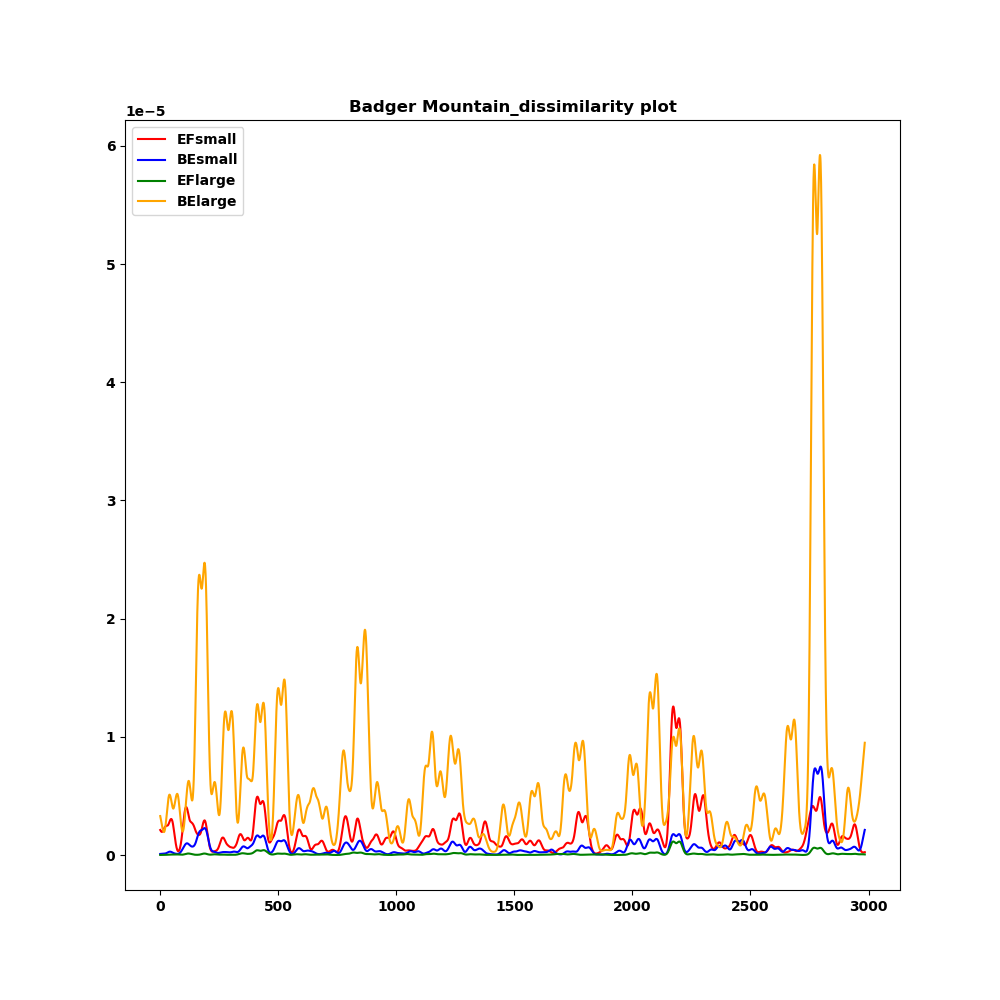 Badger Mountain_dissimilarity plot
1e−5
EFsmall
BEsmall
EFlarge
BElarge
6
5
4
3
2
1
0
0 500 1000 1500 2000 2500 3000